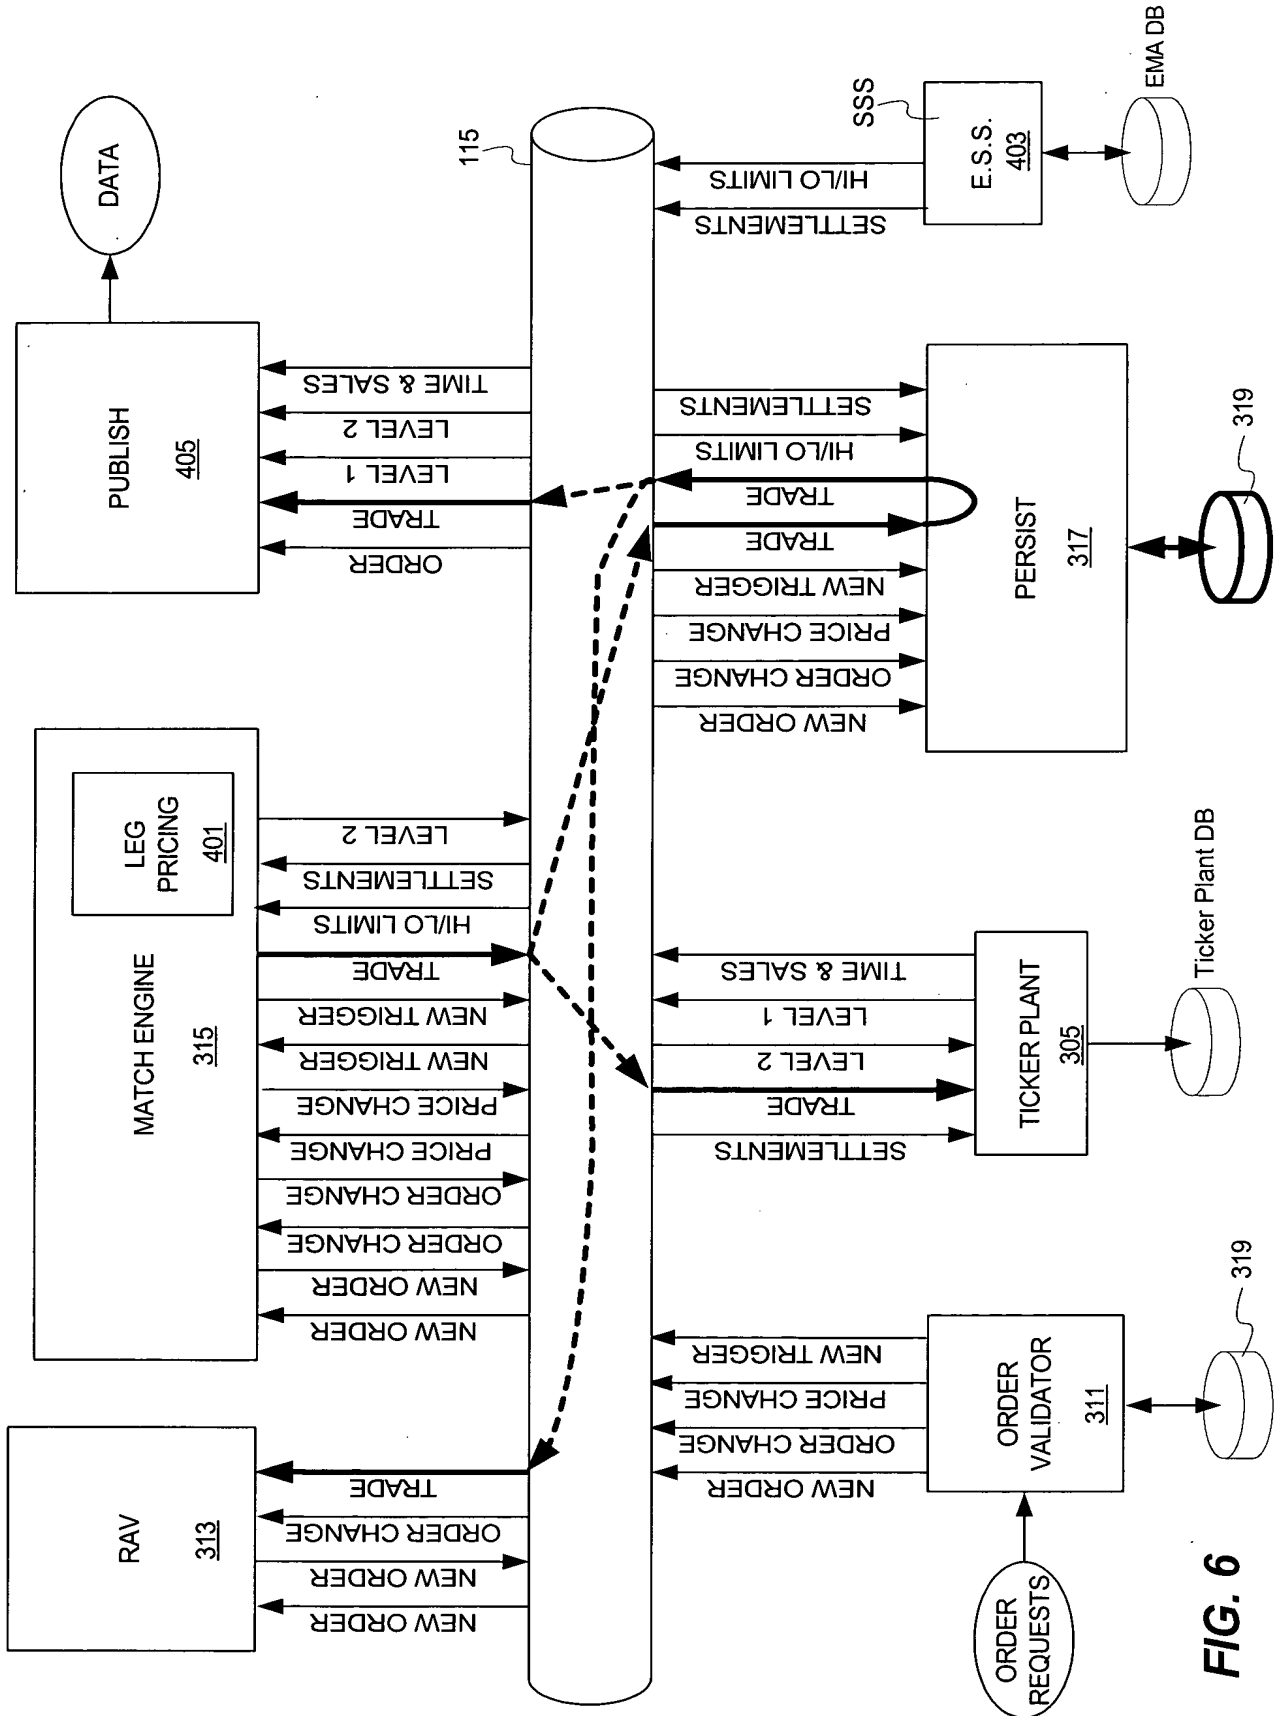 RAV
313
NEW ORDER
NEW ORDER
ORDER CHANGE
TRADE
MATCH ENGINE
315
LEG
PRICING
401
NEW ORDER
NEW ORDER
ORDER CHANGE
ORDER CHANGE
PRICE CHANGE
PRICE CHANGE
NEW TRIGGER
NEW TRIGGER
TRADE
HI/LO LIMITS
SETTLEMENTS
LEVEL 2
PUBLISH
405
ORDER
TRADE
LEVEL 1
LEVEL 2
TIME & SALES
DATA
115
NEW ORDER
ORDER CHANGE
PRICE CHANGE
NEW TRIGGER
ORDER
VALIDATOR
311
ORDER
REQUESTS
319
SETTLEMENTS
TRADE
LEVEL 2
LEVEL 1
TIME & SALES
TICKER PLANT
305
Ticker Plant DB
NEW ORDER
ORDER CHANGE
PRICE CHANGE
NEW TRIGGER
TRADE
TRADE
HI/LO LIMITS
SETTLEMENTS
PERSIST
317
319
SETTLEMENTS
HI/LO LIMITS
SSS
E.S.S.
403
EMA DB
FIG. 6